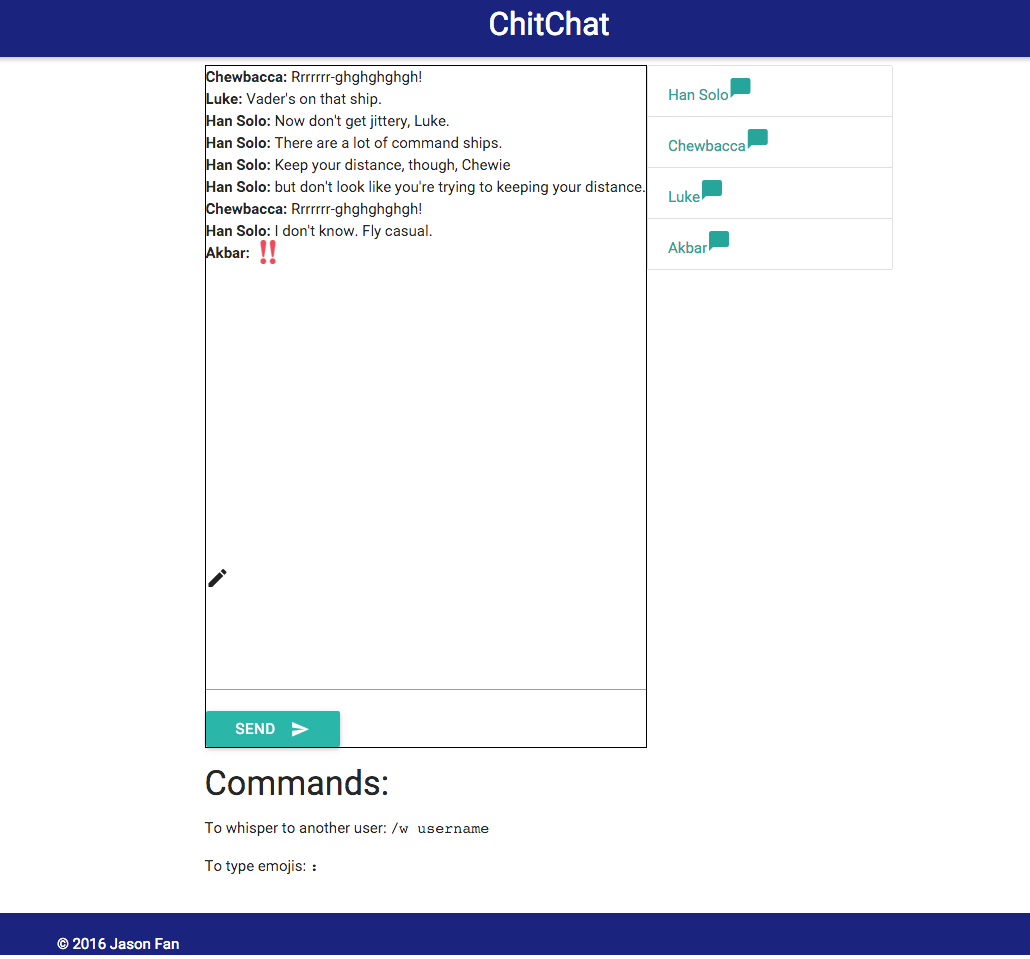 ChitChat
Chewbacca: Rrrrrrr-ghghghghgh!
Luke: Vader's on that ship.
Han Solo: Now don't get jittery, Luke.
Han Solo: There are a lot of command ships.
Han Solo: Keep your distance, though, Chewie
Han Solo: but don't look like you're trying to keeping your distance.
Chewbacca: Rrrrrrr-ghghghghgh!
Han Solo: I don't know. Fly casual.
Akbar: ‼️
SEND
Han Solo
Chewbacca
Luke
Akbar
Commands:
To whisper to another user: /w username
To type emojis: :
© 2016 Jason Fan